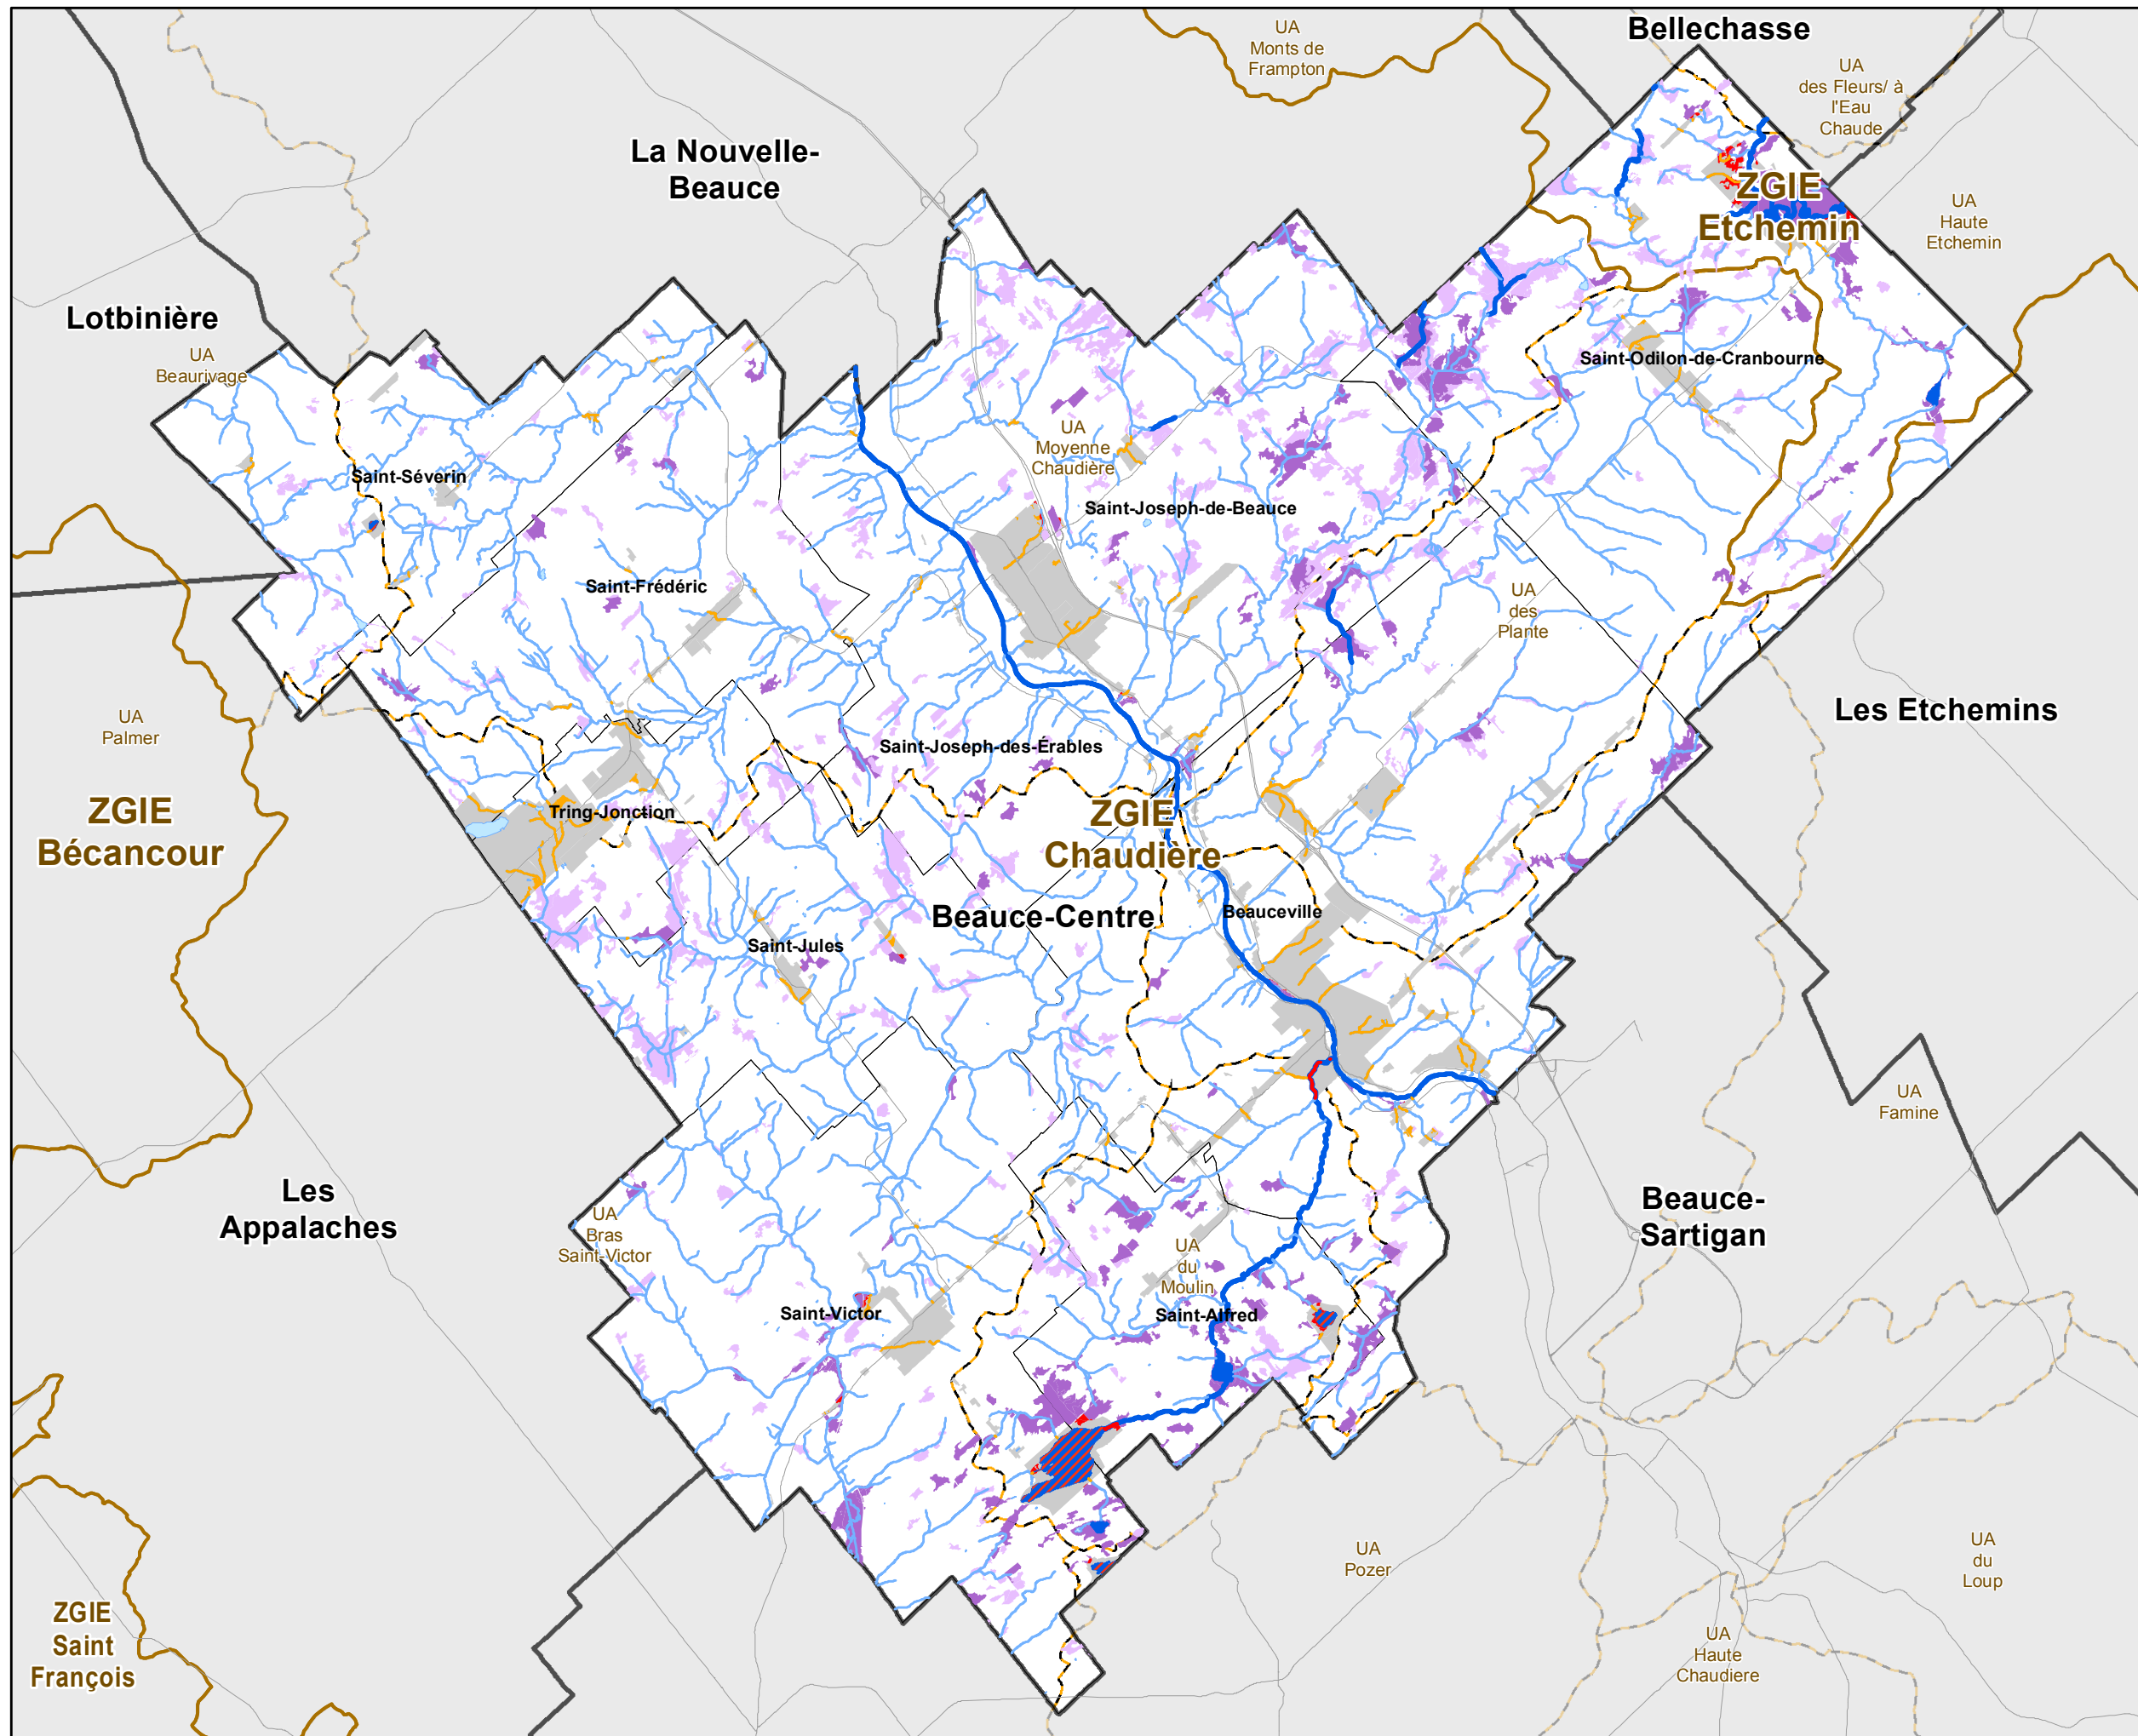 UA
Monts de
Frampton
Bellechasse
UA
des Fleurs/ à
l'Eau
Chaude
La Nouvelle-
Beauce
ZGIE
Etchemin
UA
Haute
Etchemin
Lotbinière
UA
Beaurivage
Saint-Odilon-de-Cranbourne
UA
Moyenne
Chaudière
Saint-Séverin
Saint-Joseph-de-Beauce
Saint-Frédéric
UA
des
Plante
UA
Palmer
Les Etchemins
Saint-Joseph-des-Érables
ZGIE
Bécancour
Tring-Jonction
ZGIE
Chaudière
Beauce-Centre
Beauceville
Saint-Jules
UA
Famine
Les
Appalaches
Beauce-
Sartigan
UA
Bras
Saint-Victor
UA
du
Moulin
Saint-Victor
Saint-Alfred
UA
Pozer
UA
du
Loup
ZGIE
Saint
François
UA
Haute
Chaudiere